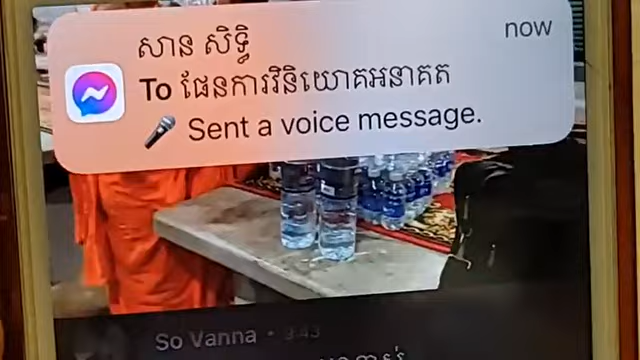 សាន សិទ្ធិ
now
To ផែនការវិនិយោគអនាគត
🎤 Sent a voice message.
So Vanna • 3:43